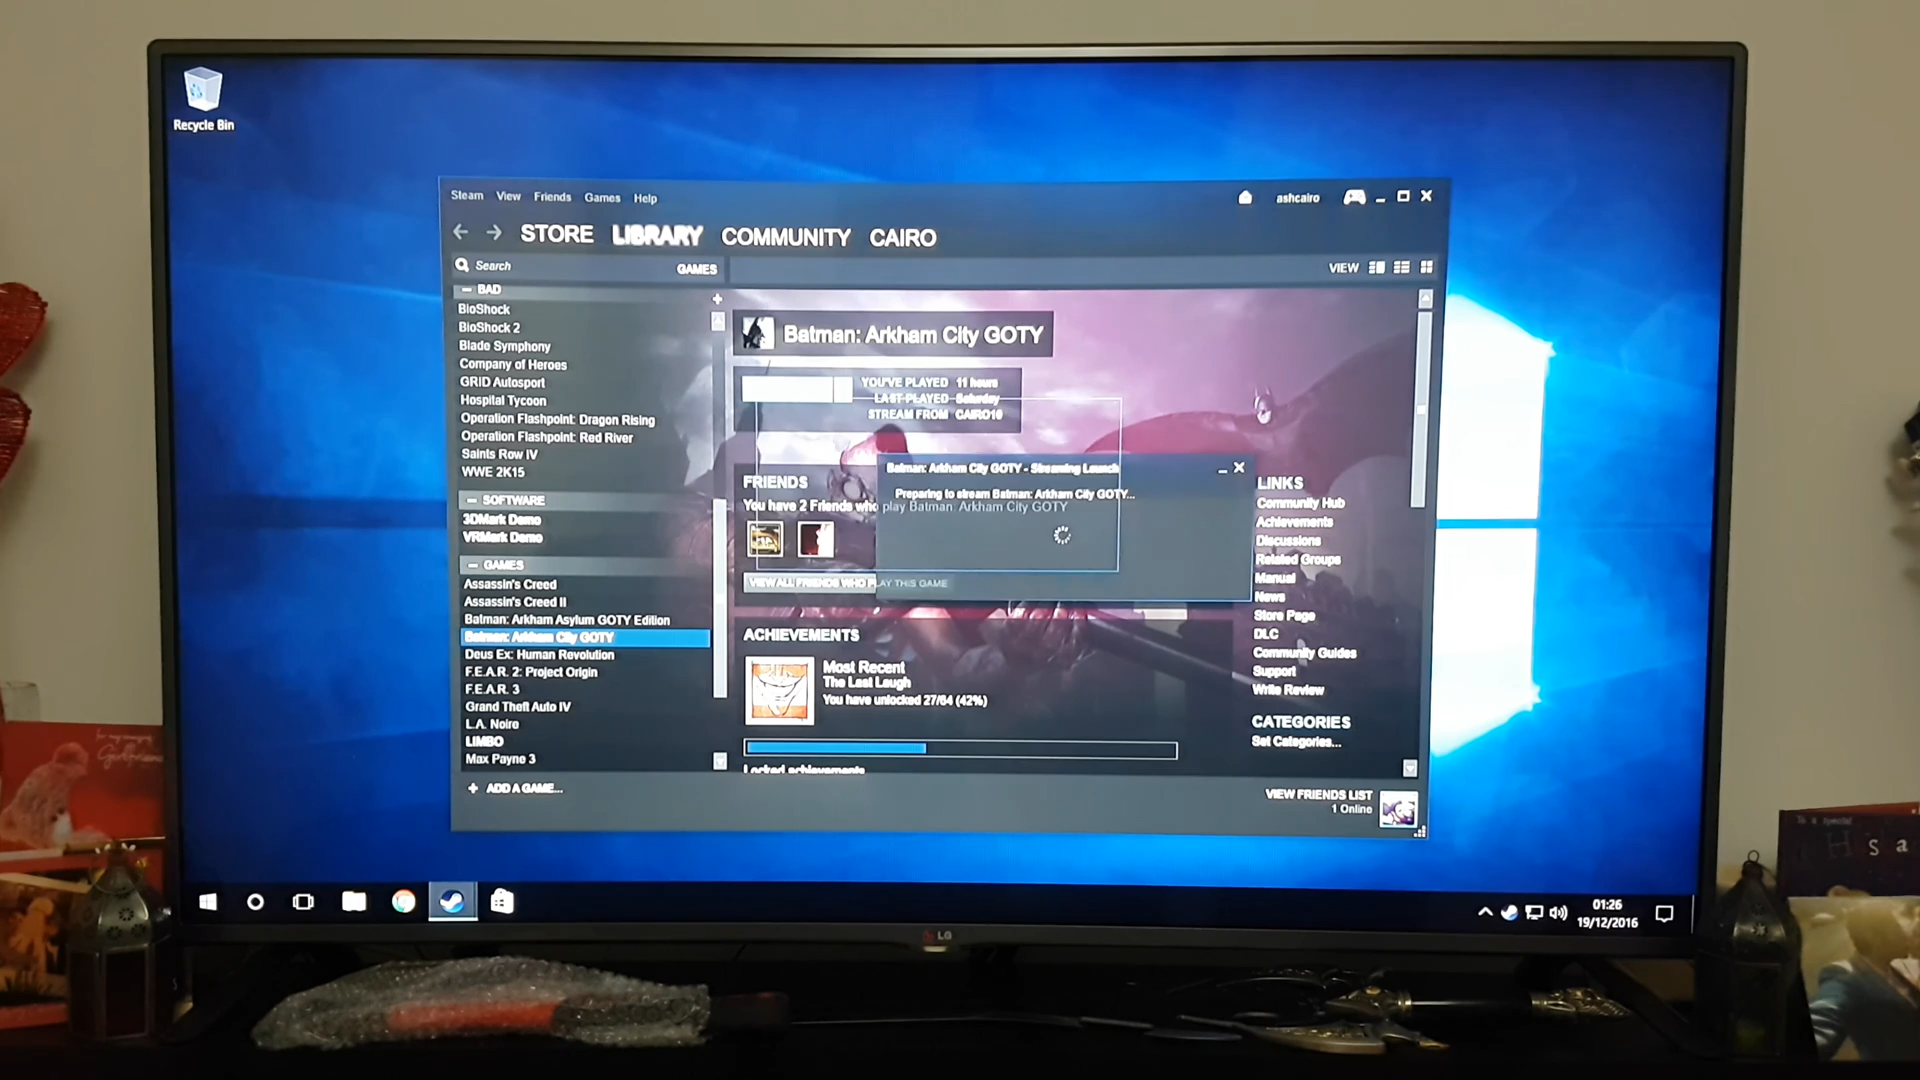 Recycle Bin
Steam View Friends Games Help
ashcairo
STORE LIBRARY COMMUNITY CAIRO
Search
GAMES
VIEW
— BAD
BioShock
BioShock 2
Blade Symphony
Company of Heroes
GRID Autosport
Hospital Tycoon
Operation Flashpoint: Dragon Rising
Operation Flashpoint: Red River
Saints Row IV
WWE 2K15
— SOFTWARE
3DMark Demo
VRMark Demo
— GAMES
Assassin's Creed
Assassin's Creed II
Batman: Arkham Asylum GOTY Edition
Batman: Arkham City GOTY
Deus Ex: Human Revolution
F.E.A.R. 2: Project Origin
F.E.A.R. 3
Grand Theft Auto IV
L.A. Noire
LIMBO
Max Payne 3
+ ADD A GAME...
Batman: Arkham City GOTY
YOU'VE PLAYED 11 hours
LAST PLAYED Saturday
STREAM FROM CAIRO10
Batman: Arkham City GOTY - Streaming Launch
Preparing to stream Batman: Arkham City GOTY...
FRIENDS
You have 2 Friends who play Batman: Arkham City GOTY
VIEW ALL FRIENDS WHO PLAY THIS GAME
ACHIEVEMENTS
Most Recent
The Last Laugh
You have unlocked 27/64 (42%)
Locked achievements
LINKS
Community Hub
Achievements
Discussions
Related Groups
Manual
News
Store Page
DLC
Community Guides
Support
Write Review
CATEGORIES
Set Categories...
VIEW FRIENDS LIST
1 Online
01:26
19/12/2016
LG
Girlfriend